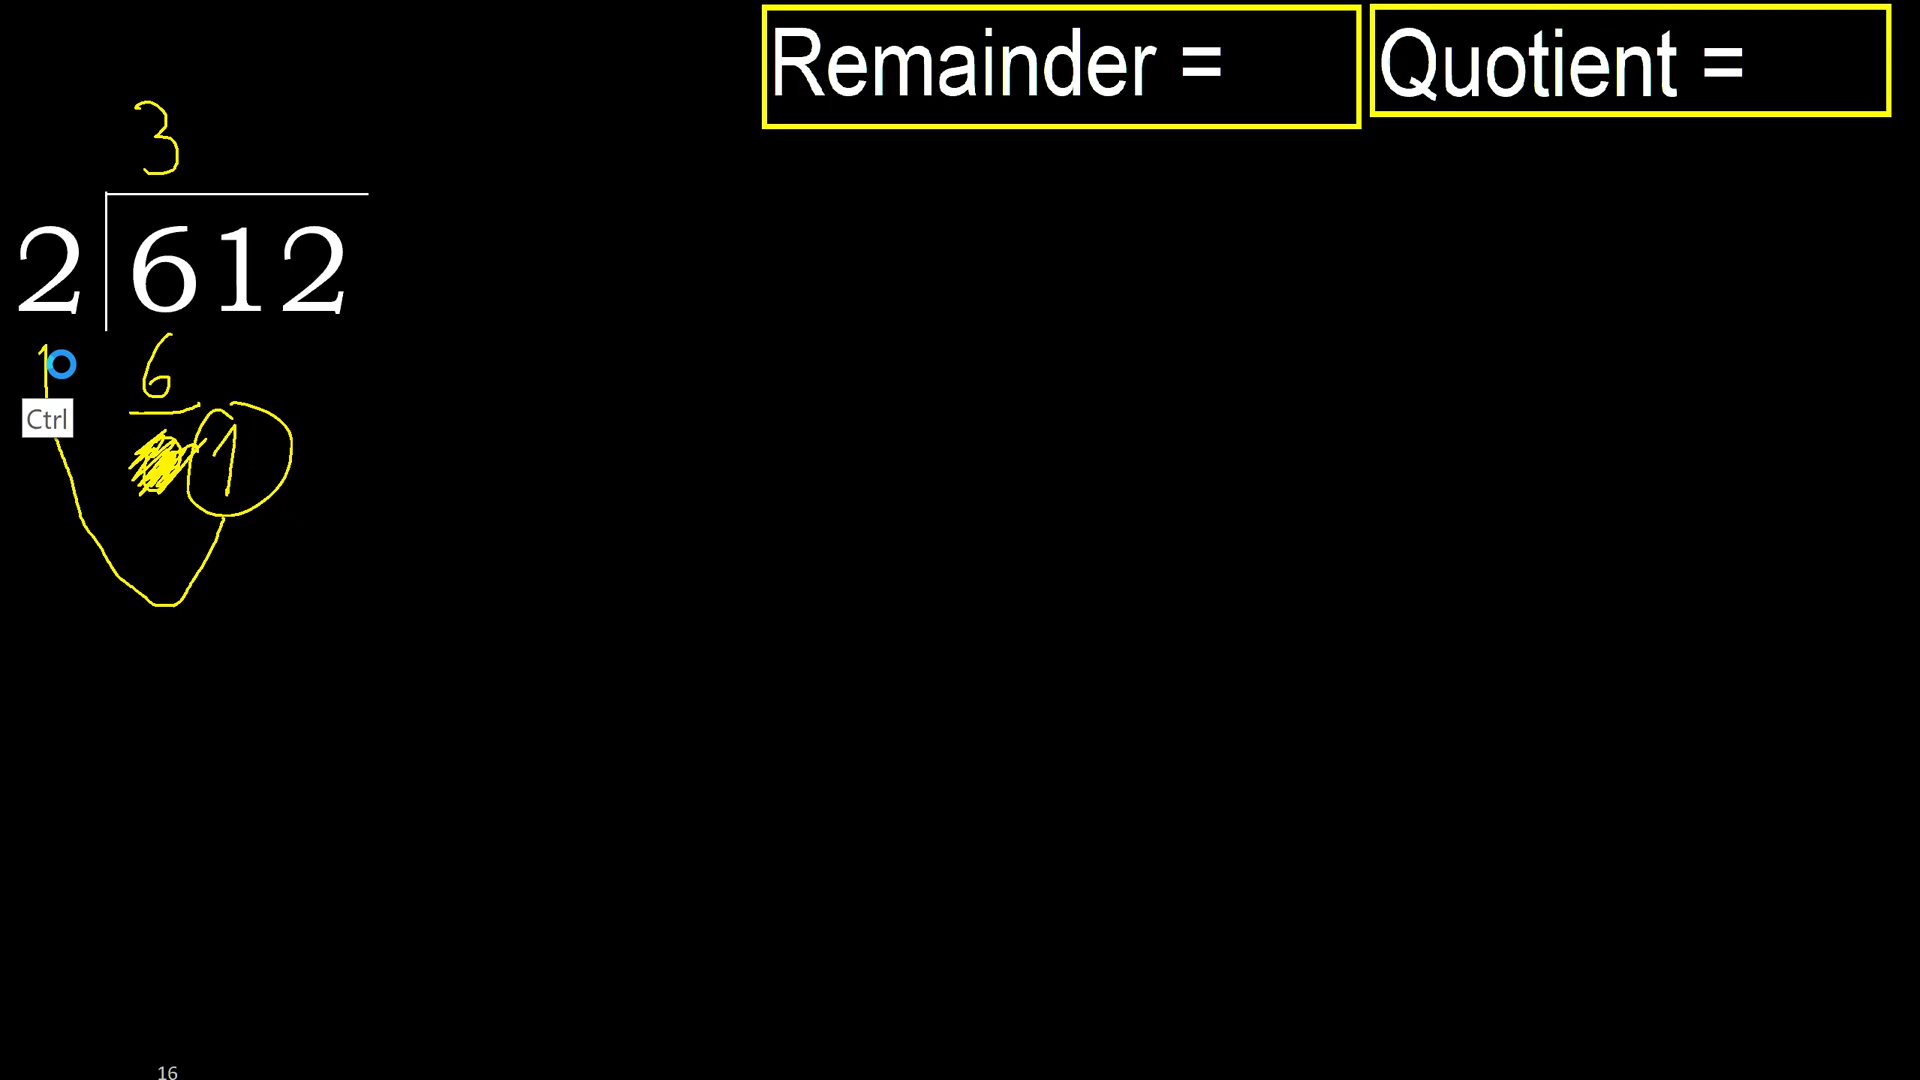 Remainder =
Quotient =
3
2 612
1 6
Ctrl
1
16